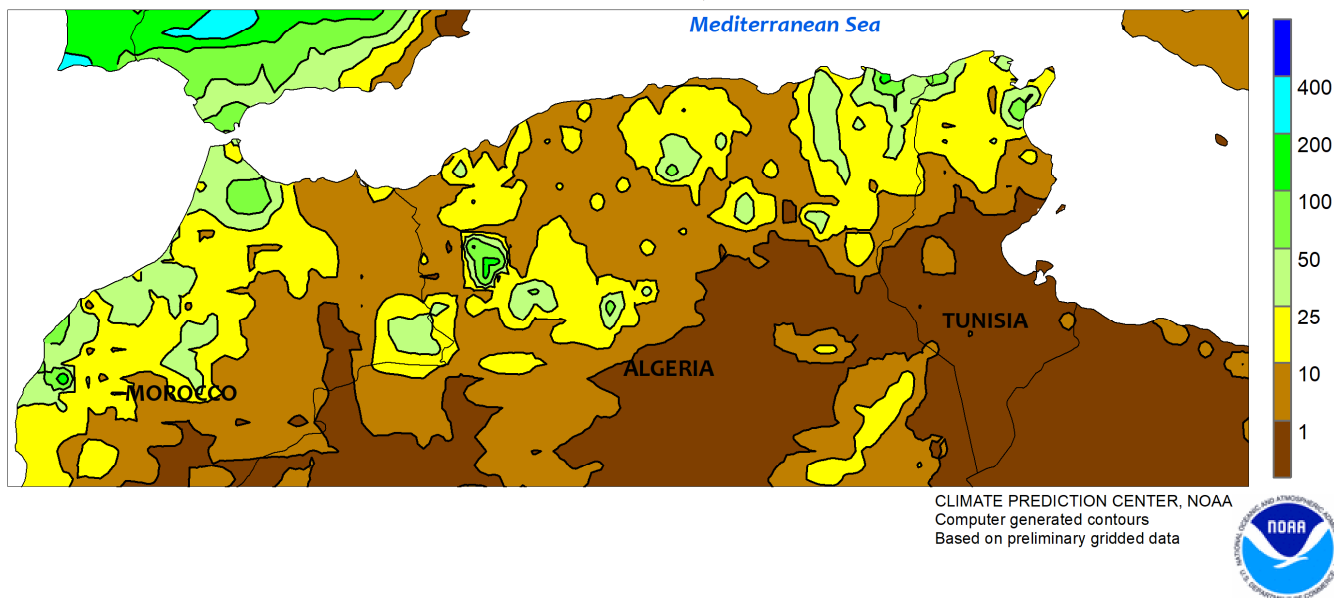 Mediterranean Sea
400
200
100
50
25
10
1
TUNISIA
ALGERIA
MOROCCO
CLIMATE PREDICTION CENTER, NOAA
Computer generated contours
Based on preliminary gridded data
NOAA